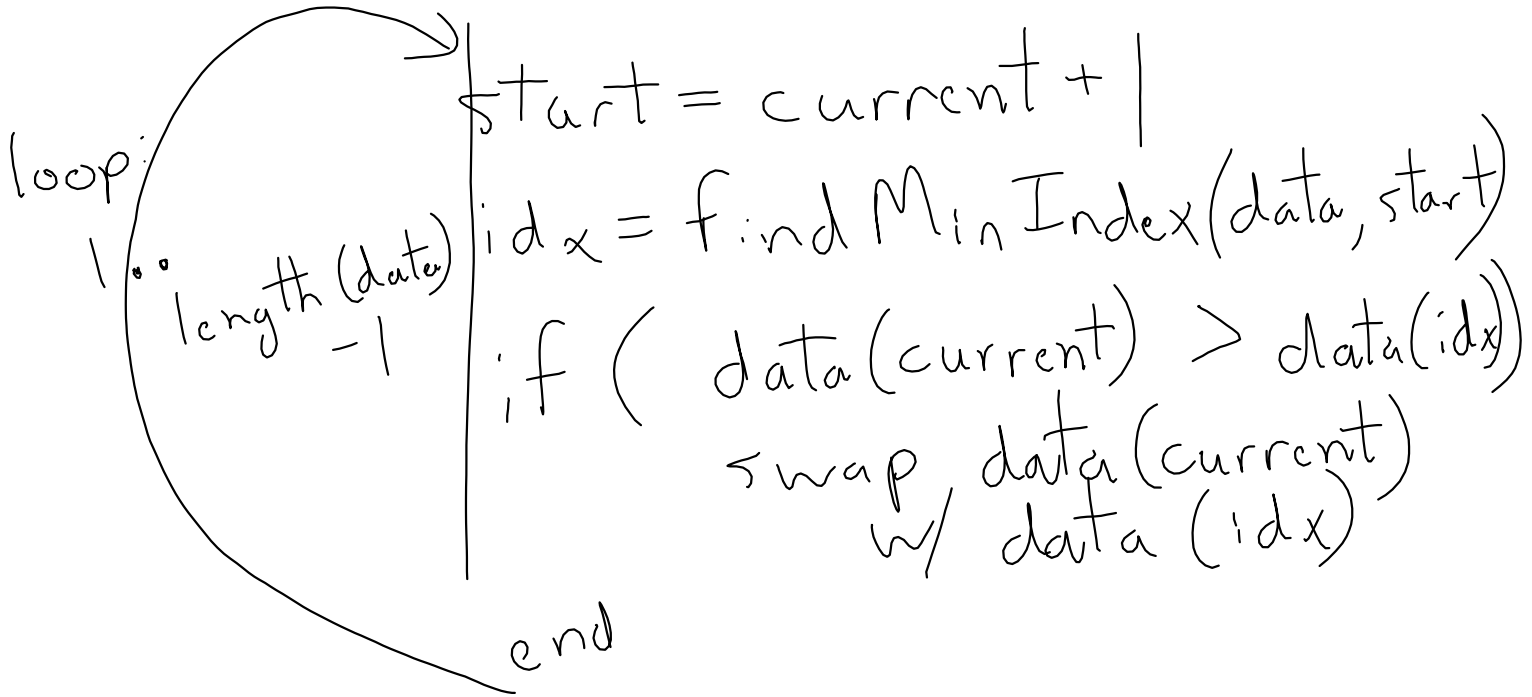 loop:
1..
length(data)
-1
start = current + 1
idx = findMinIndex(data, start)
if ( data(current) > data(idx))
swap data(current)
w/ data (idx)
end